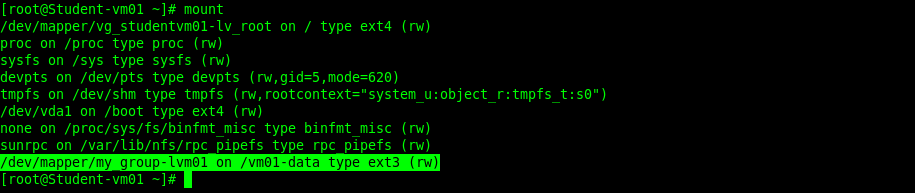 [root@Student-vm01 ~]# mount
/dev/mapper/vg_studentvm01-lv_root on / type ext4 (rw)
proc on /proc type proc (rw)
sysfs on /sys type sysfs (rw)
devpts on /dev/pts type devpts (rw,gid=5,mode=620)
tmpfs on /dev/shm type tmpfs (rw,rootcontext="system_u:object_r:tmpfs_t:s0")
/dev/vda1 on /boot type ext4 (rw)
none on /proc/sys/fs/binfmt_misc type binfmt_misc (rw)
sunrpc on /var/lib/nfs/rpc_pipefs type rpc_pipefs (rw)
/dev/mapper/my_group-lvm01 on /vm01-data type ext3 (rw)
[root@Student-vm01 ~]#